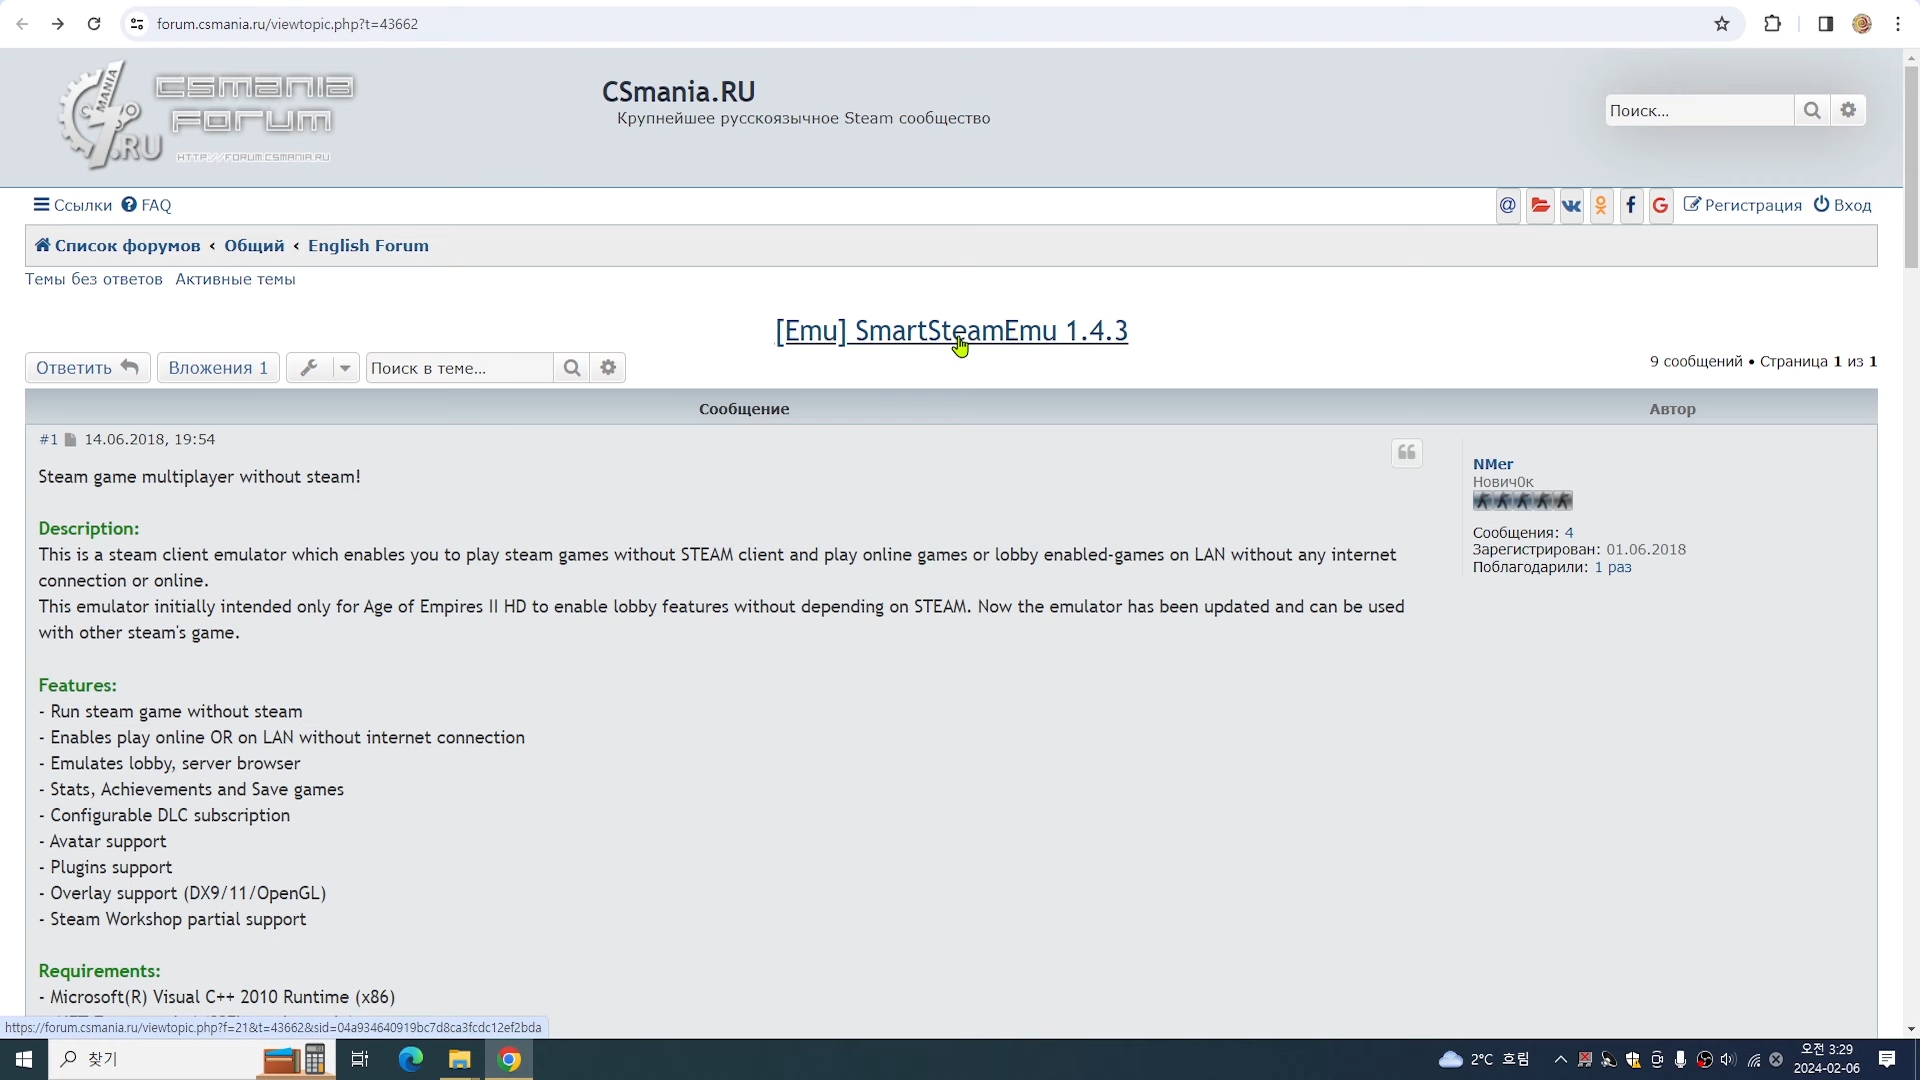 forum.csmania.ru/viewtopic.php?t=43662
MANIA
.RU
CSMANIA
FORUM
HTTP://FORUM.CSMANIA.RU
CSmania.RU
Крупнейшее русскоязычное Steam сообщество
Поиск...
Ссылки FAQ
Регистрация Вход
Список форумов ‹ Общий ‹ English Forum
Темы без ответов Активные темы
[Emu] SmartSteamEmu 1.4.3
Ответить Вложения 1 Поиск в теме...
9 сообщений • Страница 1 из 1
Сообщение Автор
#1 14.06.2018, 19:54
Steam game multiplayer without steam!
Description:
This is a steam client emulator which enables you to play steam games without STEAM client and play online games or lobby enabled-games on LAN without any internet
connection or online.
This emulator initially intended only for Age of Empires II HD to enable lobby features without depending on STEAM. Now the emulator has been updated and can be used
with other steam's game.
Features:
- Run steam game without steam
- Enables play online OR on LAN without internet connection
- Emulates lobby, server browser
- Stats, Achievements and Save games
- Configurable DLC subscription
- Avatar support
- Plugins support
- Overlay support (DX9/11/OpenGL)
- Steam Workshop partial support
Requirements:
- Microsoft(R) Visual C++ 2010 Runtime (x86)
NMer
Нович0к
Сообщения: 4
Зарегистрирован: 01.06.2018
Поблагодарили: 1 раз
https://forum.csmania.ru/viewtopic.php?f=21&t=43662&sid=04a934640919bc7d8ca3fcdc12ef2bda
찾기
2°C 흐림
오전 3:29
2024-02-06